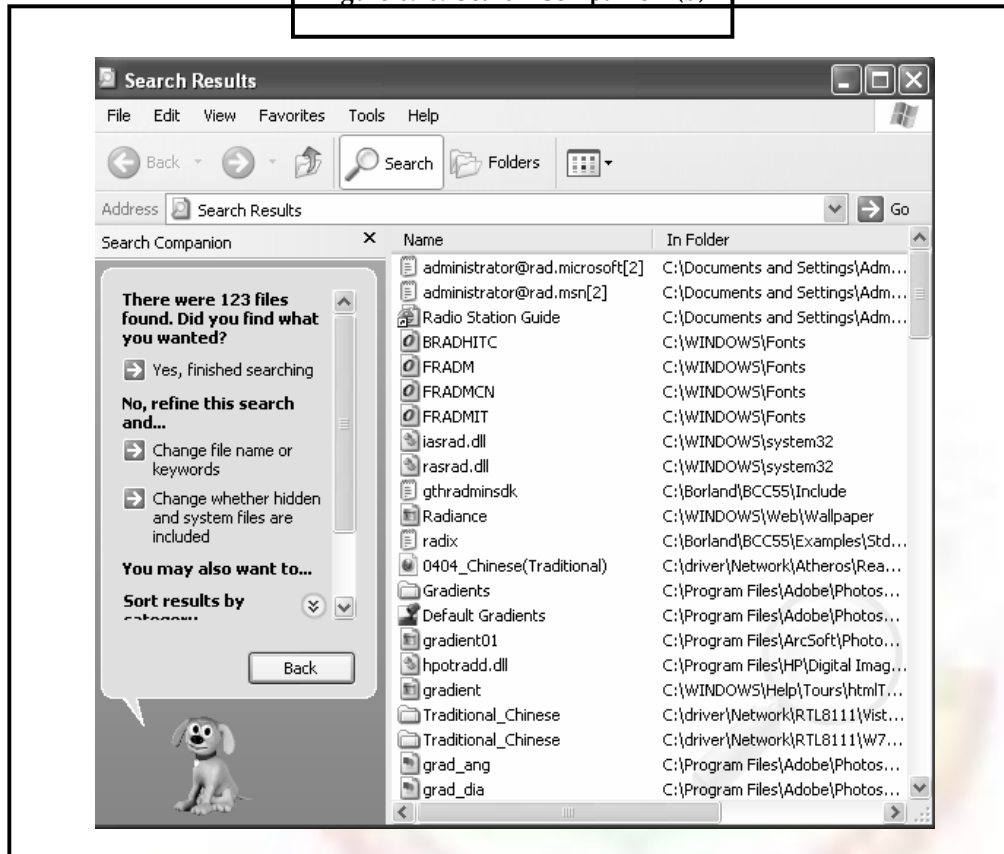 Search Results
File Edit View Favorites Tools Help
Back Search Folders
Address Search Results Go
Search Companion
There were 123 files
found. Did you find what
you wanted?
Yes, finished searching
No, refine this search
and...
Change file name or
keywords
Change whether hidden
and system files are
included
You may also want to...
Sort results by
Back
Name In Folder
administrator@rad.microsoft[2] C:\Documents and Settings\Adm...
administrator@rad.msn[2] C:\Documents and Settings\Adm...
Radio Station Guide C:\Documents and Settings\Adm...
BRADHITC C:\WINDOWS\Fonts
FRADM C:\WINDOWS\Fonts
FRADMCN C:\WINDOWS\Fonts
FRADMIT C:\WINDOWS\Fonts
iasrad.dll C:\WINDOWS\system32
rasrad.dll C:\WINDOWS\system32
gthradminsdk C:\Borland\BCC55\Include
Radiance C:\WINDOWS\Web\Wallpaper
radix C:\Borland\BCC55\Examples\Std...
0404_Chinese(Traditional) C:\driver\Network\Atheros\Rea...
Gradients C:\Program Files\Adobe\Photos...
Default Gradients C:\Program Files\Adobe\Photos...
gradient01 C:\Program Files\ArcSoft\Photo...
hpotradd.dll C:\Program Files\HP\Digital Imag...
gradient C:\WINDOWS\Help\Tours\htmlT...
Traditional_Chinese C:\driver\Network\RTL8111\Vist...
Traditional_Chinese C:\driver\Network\RTL8111\W7...
grad_ang C:\Program Files\Adobe\Photos...
grad_dia C:\Program Files\Adobe\Photos...